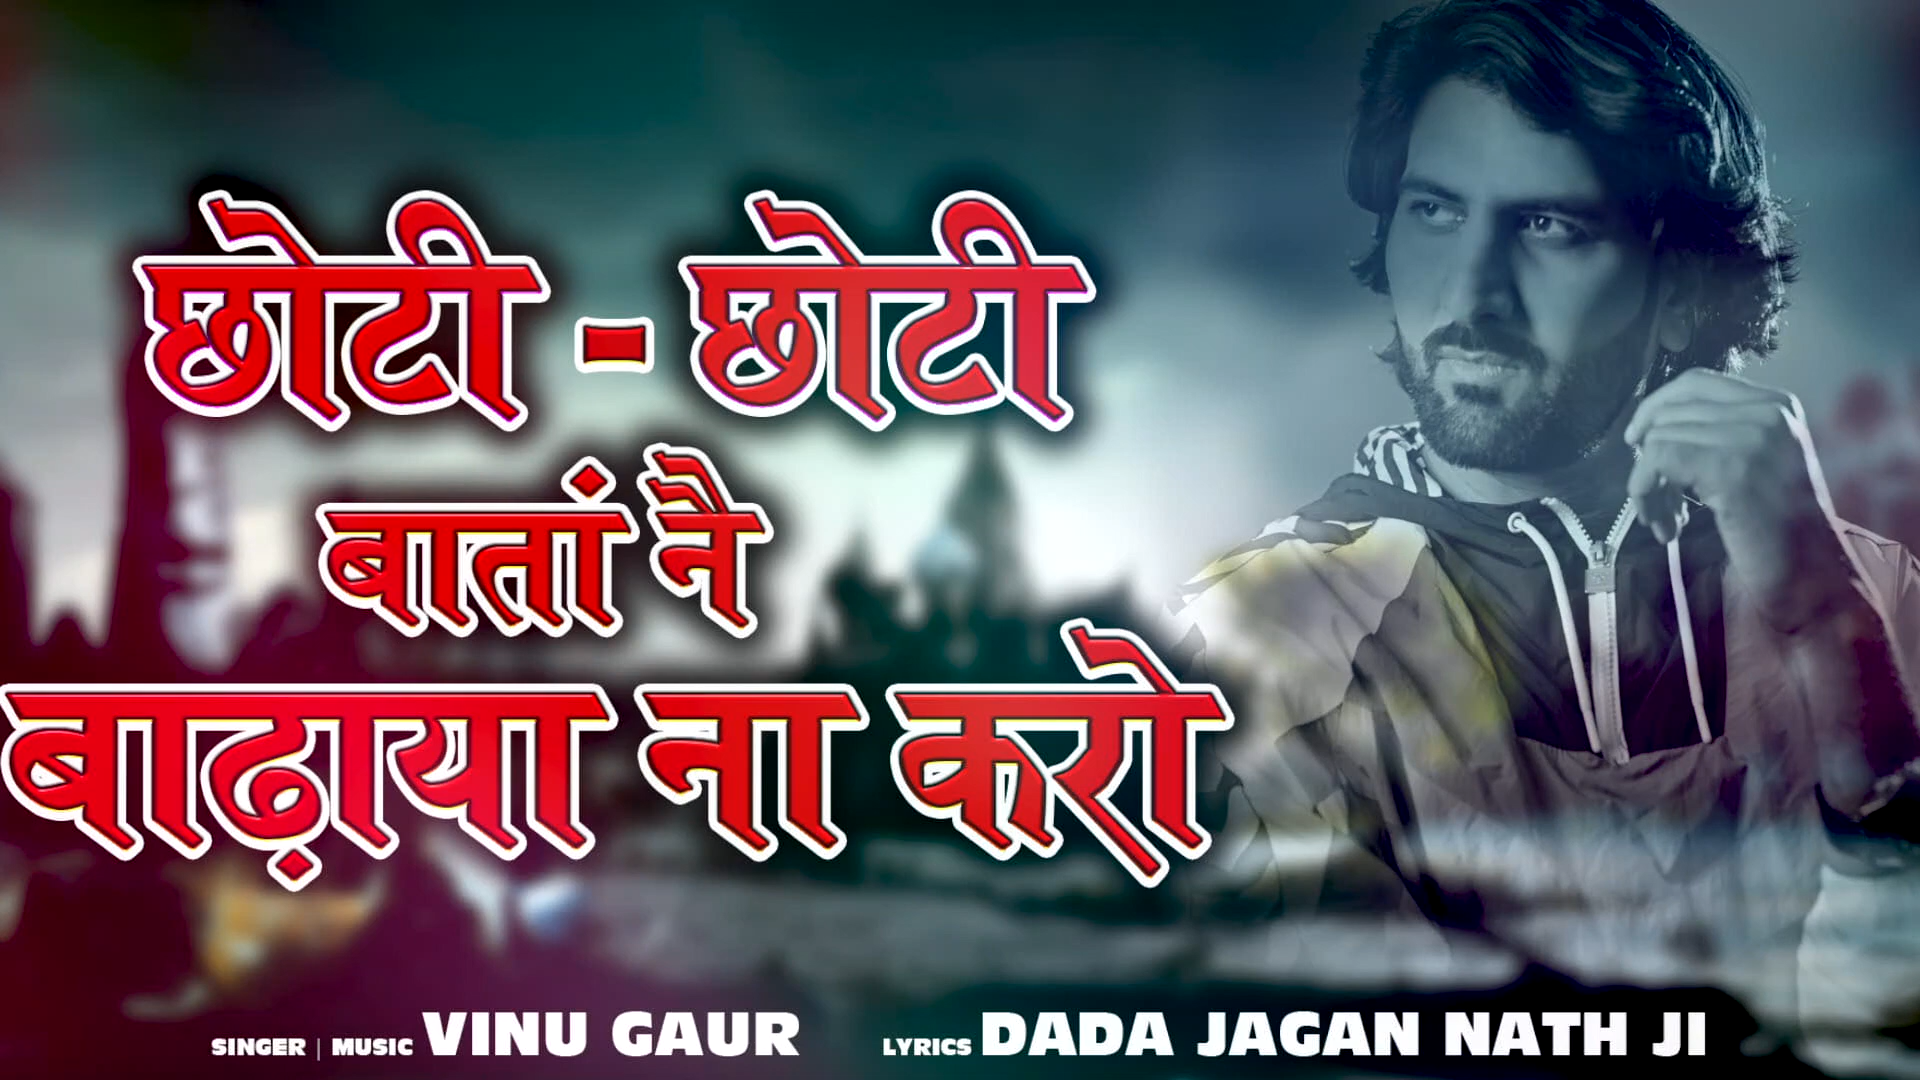 छोटी - छोटी
बातां नै
बाढ़ाया ना करो
SINGER | MUSIC VINU GAUR LYRICS DADA JAGAN NATH JI